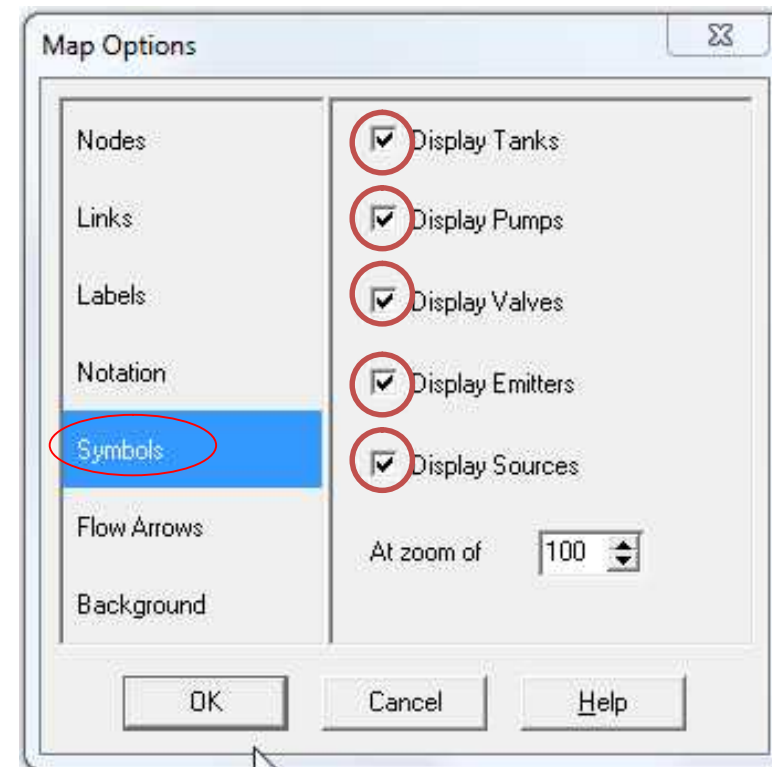 Map Options
Nodes
Links
Labels
Notation
Symbols
Flow Arrows
Background
Display Tanks
Display Pumps
Display Valves
Display Emitters
Display Sources
At zoom of 100
OK Cancel Help